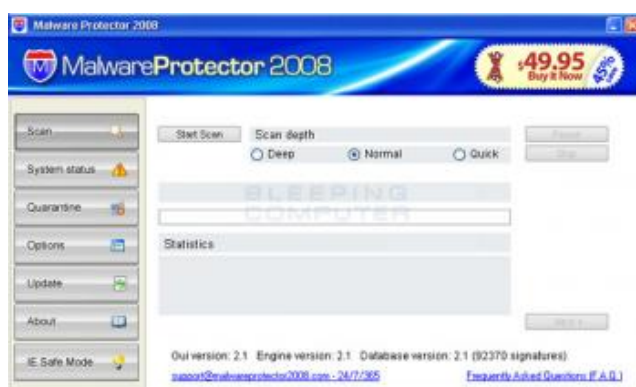 Malware Protector 2008
MalwareProtector 2008
$49.95
Buy It Now
45%
Scan
Start Scan
Scan depth
Deep
Normal
Quick
Stop
System status
Quarantine
BLEEPING
COMPUTER
Options
Statistics
Update
About
IE Safe Mode
Gui version: 2.1 Engine version: 2.1 Database version: 2.1 (92370 signatures)
support@malwareprotector2008.com - 24/7/365
Frequently Asked Questions (F.A.Q.)